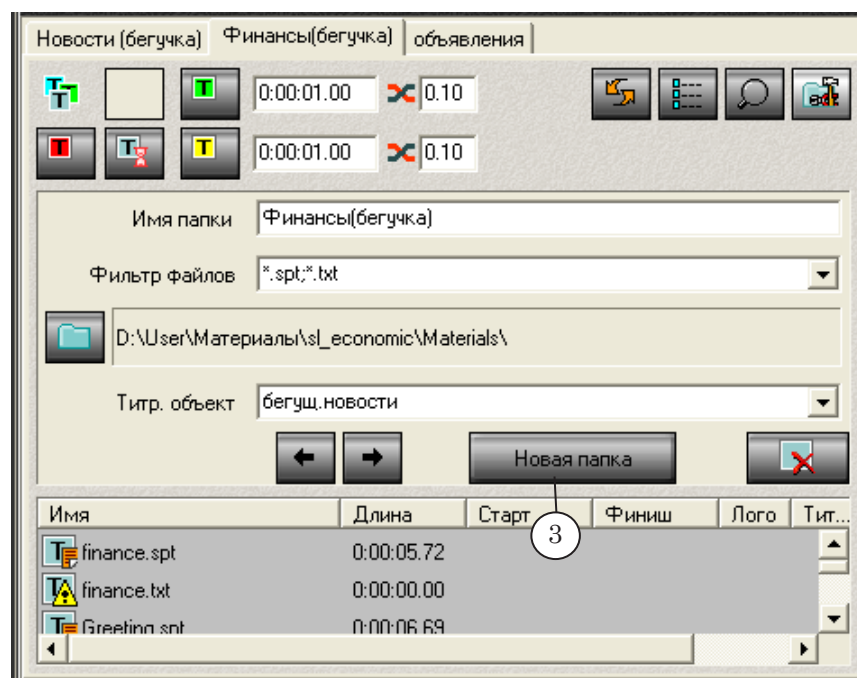 Новости (бегучка) Финансы(бегучка) объявления
T 0:00:01.00 0.10 edit
T T T 0:00:01.00 0.10
Имя папки Финансы(бегучка)
Фильтр файлов *.spt;*.txt
D:\User\Материалы\sl_economic\Materials\
Титр. объект бегущ.новости
Новая папка
Имя Длина Старт Финиш Лого Тит...
3
finance.spt 0:00:05.72
finance.txt 0:00:00.00
Greeting.spt 0:00:06.69